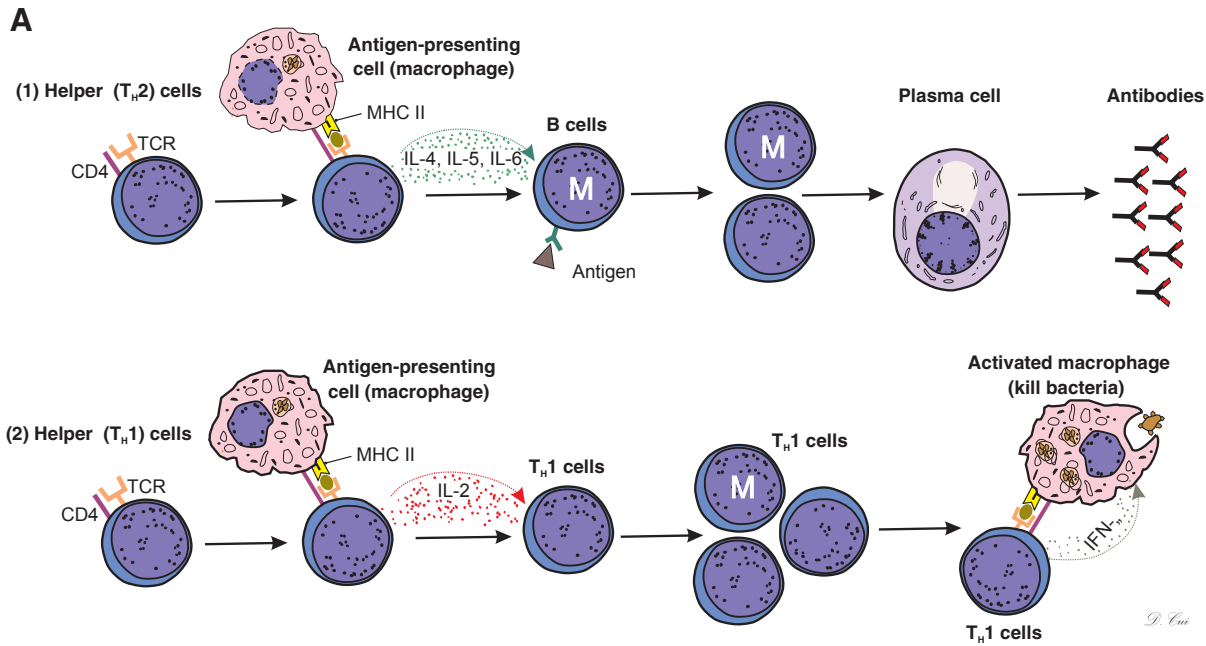 A
Antigen-presenting
cell (macrophage)
(1) Helper (TH2) cells
MHC II
Plasma cell
Antibodies
B cells
TCR
CD4
IL-4, IL-5, IL-6
M
M
Antigen
Antigen-presenting
cell (macrophage)
Activated macrophage
(kill bacteria)
(2) Helper (TH1) cells
MHC II
TH1 cells
TH1 cells
TCR
CD4
IL-2
M
IFN-„
TH1 cells
D. Cui